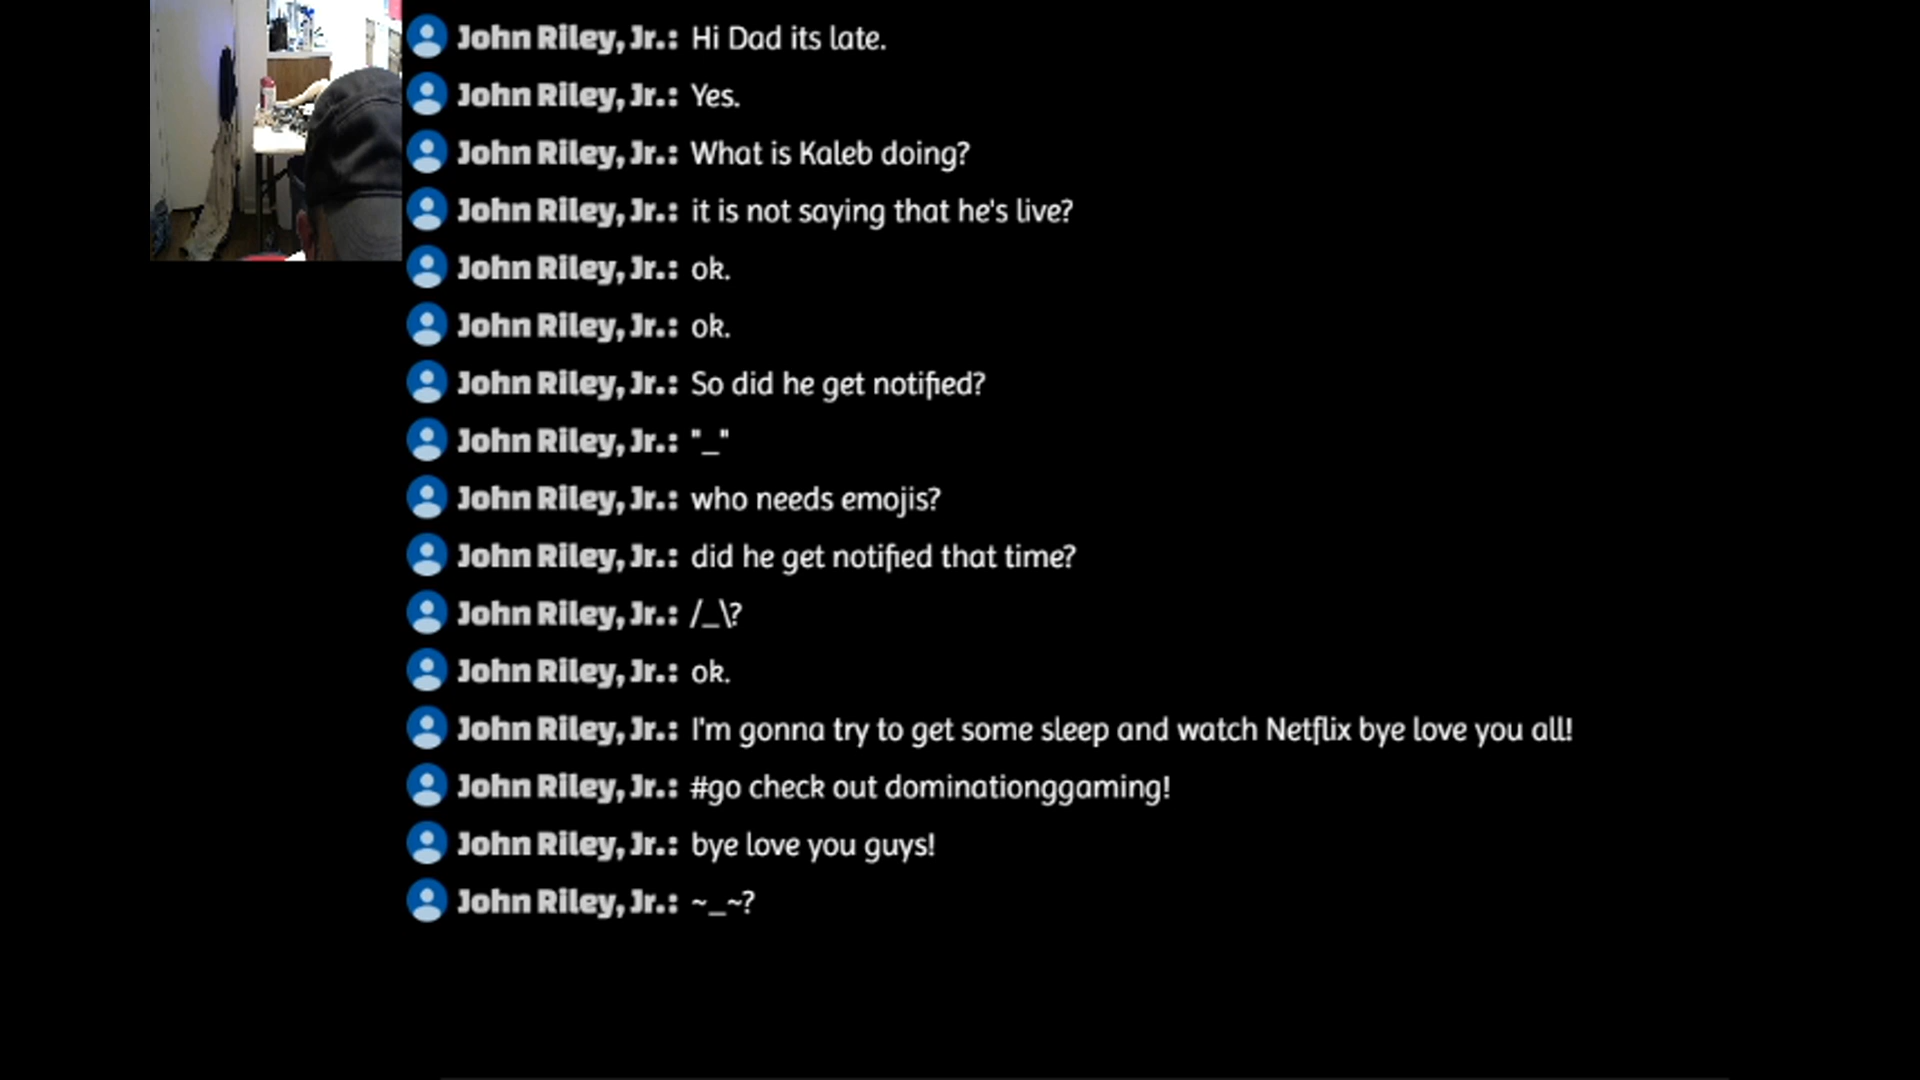 John Riley, Jr.: Hi Dad its late.
John Riley, Jr.: Yes.
John Riley, Jr.: What is Kaleb doing?
John Riley, Jr.: it is not saying that he's live?
John Riley, Jr.: ok.
John Riley, Jr.: ok.
John Riley, Jr.: So did he get notified?
John Riley, Jr.: "_"
John Riley, Jr.: who needs emojis?
John Riley, Jr.: did he get notified that time?
John Riley, Jr.: /_\?
John Riley, Jr.: ok.
John Riley, Jr.: I'm gonna try to get some sleep and watch Netflix bye love you all!
John Riley, Jr.: #go check out dominationggaming!
John Riley, Jr.: bye love you guys!
John Riley, Jr.: ~_~?